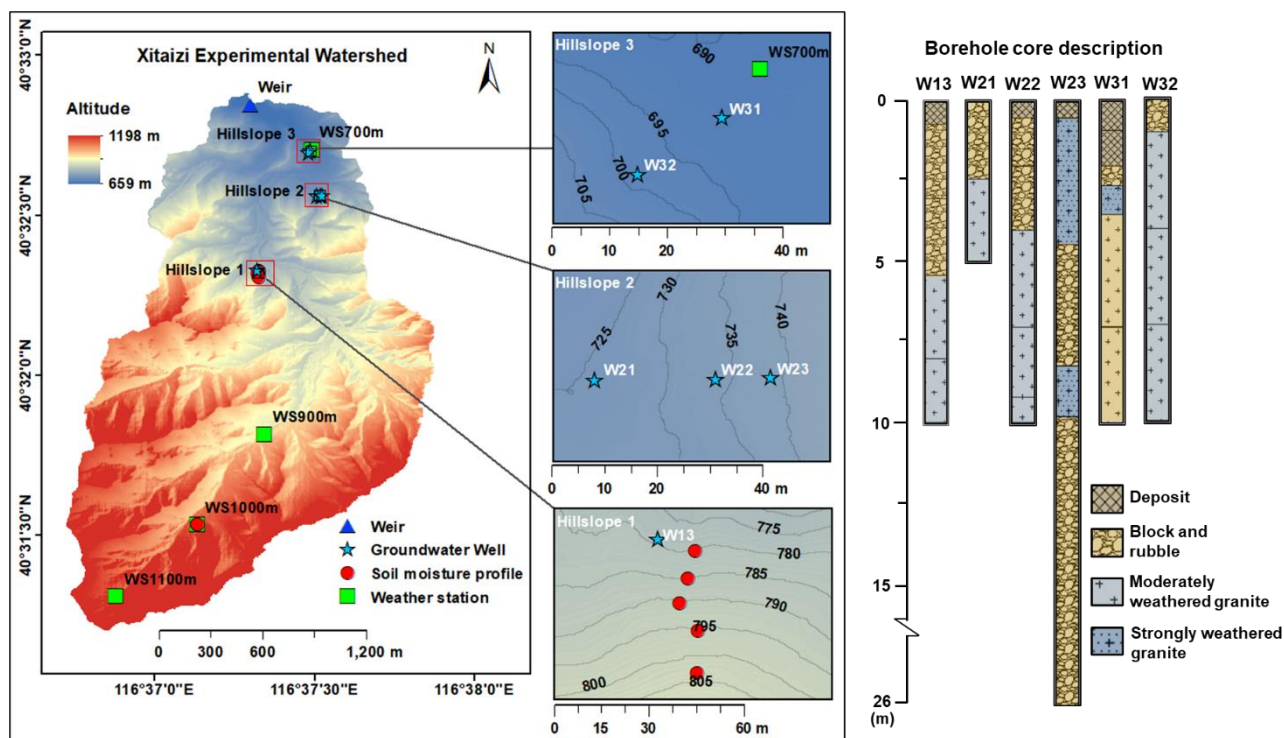 Xitaizi Experimental Watershed
N
40°33'0"N
40°32'30"N
40°32'0"N
40°31'30"N
116°37'0"E
116°37'30"E
116°38'0"E
Altitude
1198 m
659 m
Weir
Hillslope 3
WS700m
Hillslope 2
Hillslope 1
WS900m
WS1000m
WS1100m
Weir
Groundwater Well
Soil moisture profile
Weather station
0 300 600 1,200 m
Hillslope 3
690
WS700m
W31
695
W32
700
705
0 20 40
m
Hillslope 2
730
740
725
735
W21
W22
W23
0 10 20 40
m
Hillslope 1
775
W13
780
785
790
795
800
805
0 15 30 60
m
Borehole core description
W13 W21 W22 W23 W31 W32
0
5
10
15
26
(m)
Deposit
Block and
rubble
Moderately
weathered granite
Strongly weathered
granite